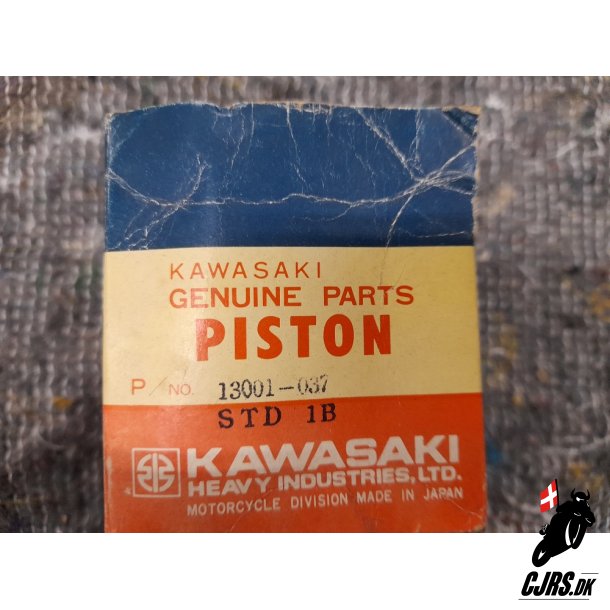 KAWASAKI
GENUINE PARTS
PISTON
P/NO. 13001-037
STD 1B
KAWASAKI
HEAVY INDUSTRIES, LTD.
MOTORCYCLE DIVISION MADE IN JAPAN
CJRS.DK